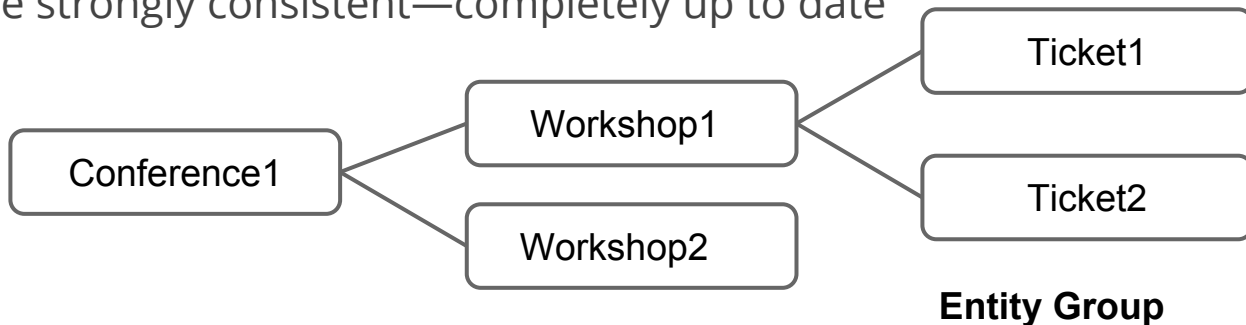 e strongly consistent—completely up to date
Ticket1
Workshop1
Conference1
Ticket2
Workshop2
Entity Group